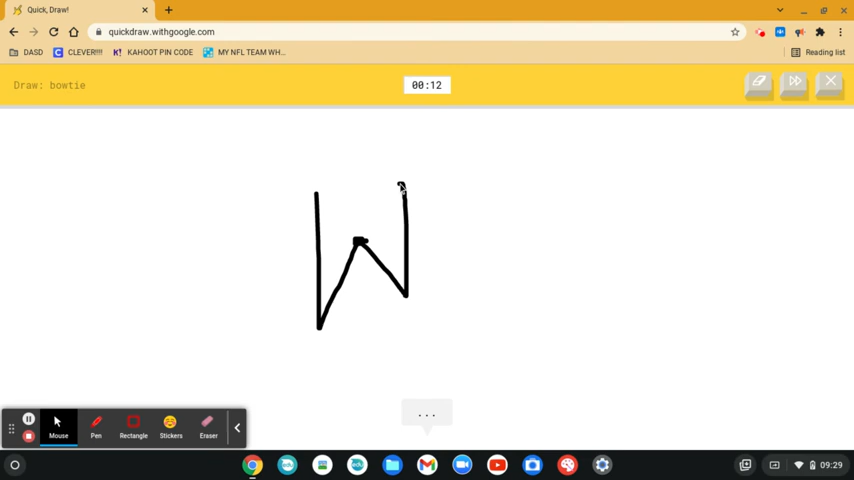 Quick, Draw!
quickdraw.withgoogle.com
DASD
CLEVER!!!!
KAHOOT PIN CODE
MY NFL TEAM WH...
Reading list
Draw: bowtie
00:12
...
Mouse
Pen
Rectangle
Stickers
Eraser
09:29